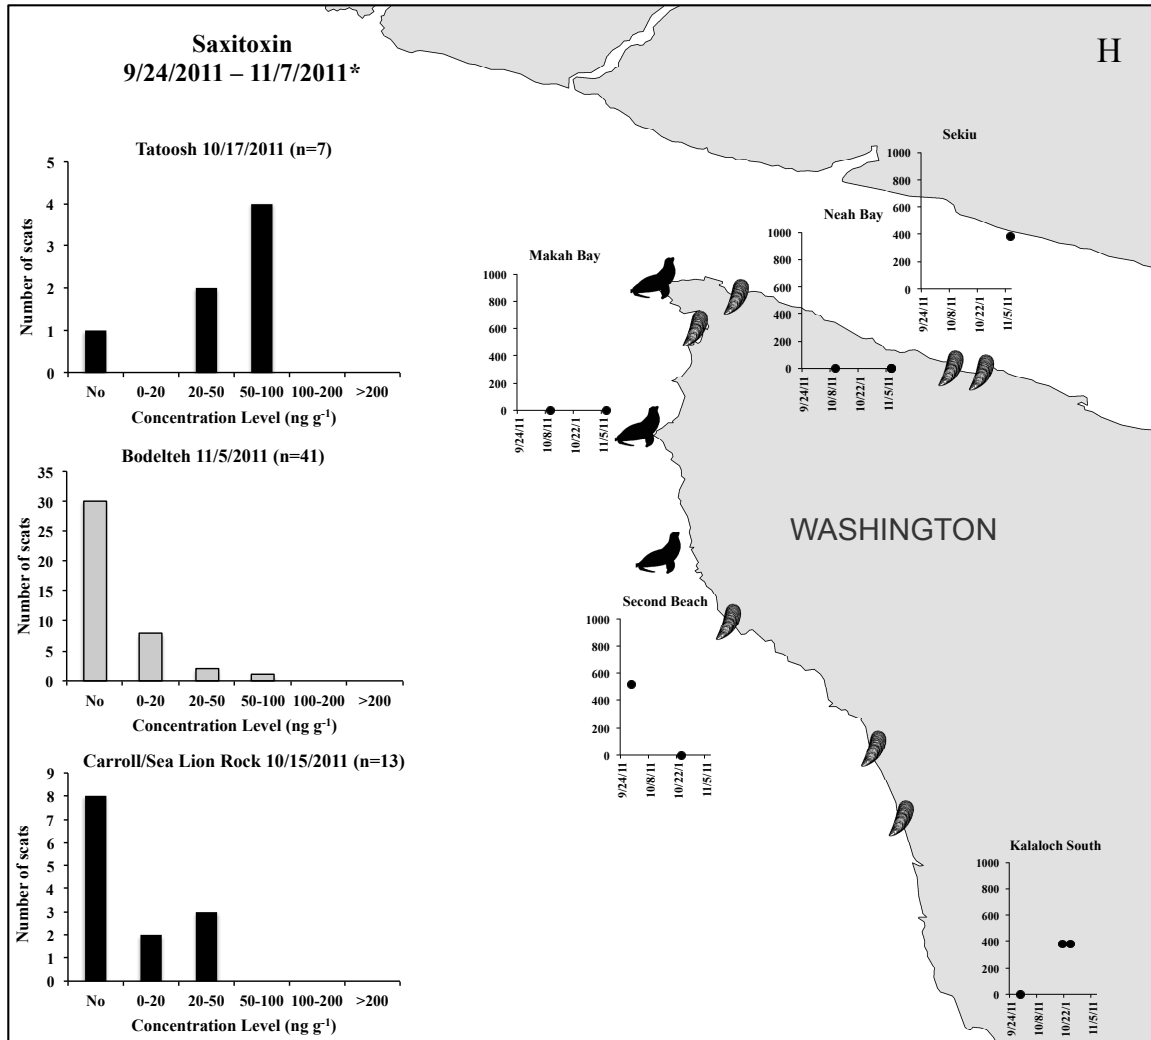 Saxitoxin
9/24/2011 – 11/7/2011*
H
Tatoosh 10/17/2011 (n=7)
Number of scats
5
4
3
2
1
0
No 0-20 20-50 50-100 100-200 >200
Concentration Level (ng g-1)
Bodelteh 11/5/2011 (n=41)
Number of scats
35
30
25
20
15
10
5
0
No 0-20 20-50 50-100 100-200 >200
Concentration Level (ng g-1)
Carroll/Sea Lion Rock 10/15/2011 (n=13)
Number of scats
9
8
7
6
5
4
3
2
1
0
No 0-20 20-50 50-100 100-200 >200
Concentration Level (ng g-1)
Sekiu
1000
800
600
400
200
0
9/24/11 10/8/11 10/22/1 11/5/11
Neah Bay
1000
800
600
400
200
0
9/24/11 10/8/11 10/22/1 11/5/11
Makah Bay
1000
800
600
400
200
0
9/24/11 10/8/11 10/22/1 11/5/11
WASHINGTON
Second Beach
1000
800
600
400
200
0
9/24/11 10/8/11 10/22/1 11/5/11
Kalaloch South
1000
800
600
400
200
0
9/24/11 10/8/11 10/22/1 11/5/11